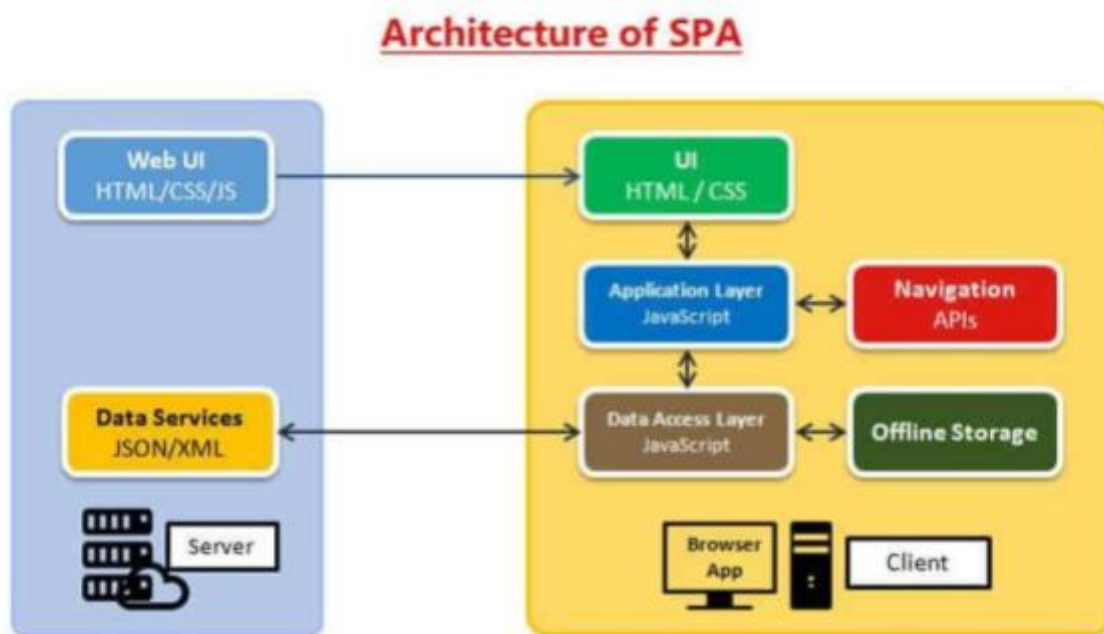 Architecture of SPA
Web UI
HTML/CSS/JS
Data Services
JSON/XML
Server
UI
HTML / CSS
Application Layer
JavaScript
Navigation
APIs
Data Access Layer
JavaScript
Offline Storage
Browser
App
Client